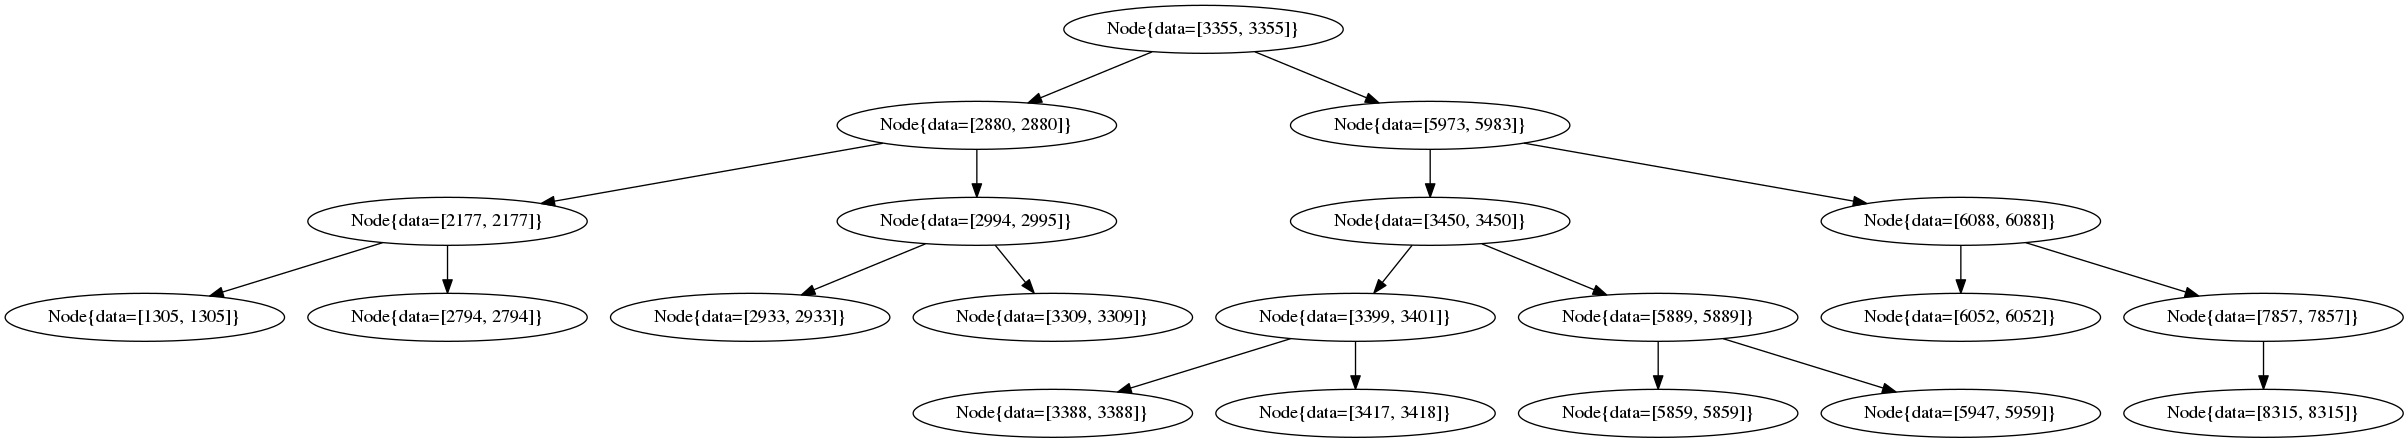 Node{data=[3355, 3355]}
Node{data=[2880, 2880]}
Node{data=[5973, 5983]}
Node{data=[2177, 2177]}
Node{data=[2994, 2995]}
Node{data=[3450, 3450]}
Node{data=[6088, 6088]}
Node{data=[1305, 1305]}
Node{data=[2794, 2794]}
Node{data=[2933, 2933]}
Node{data=[3309, 3309]}
Node{data=[3399, 3401]}
Node{data=[5889, 5889]}
Node{data=[6052, 6052]}
Node{data=[7857, 7857]}
Node{data=[3388, 3388]}
Node{data=[3417, 3418]}
Node{data=[5859, 5859]}
Node{data=[5947, 5959]}
Node{data=[8315, 8315]}